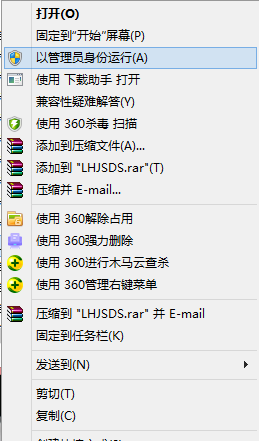 打开(O)
固定到"开始"屏幕(P)
以管理员身份运行(A)
使用 下载助手 打开
兼容性疑难解答(Y)
使用 360杀毒 扫描
添加到压缩文件(A)...
添加到 "LHJSDS.rar"(T)
压缩并 E-mail...
使用 360解除占用
使用 360强力删除
使用 360进行木马云查杀
使用 360管理右键菜单
压缩到 "LHJSDS.rar" 并 E-mail
固定到任务栏(K)
发送到(N)
剪切(T)
复制(C)